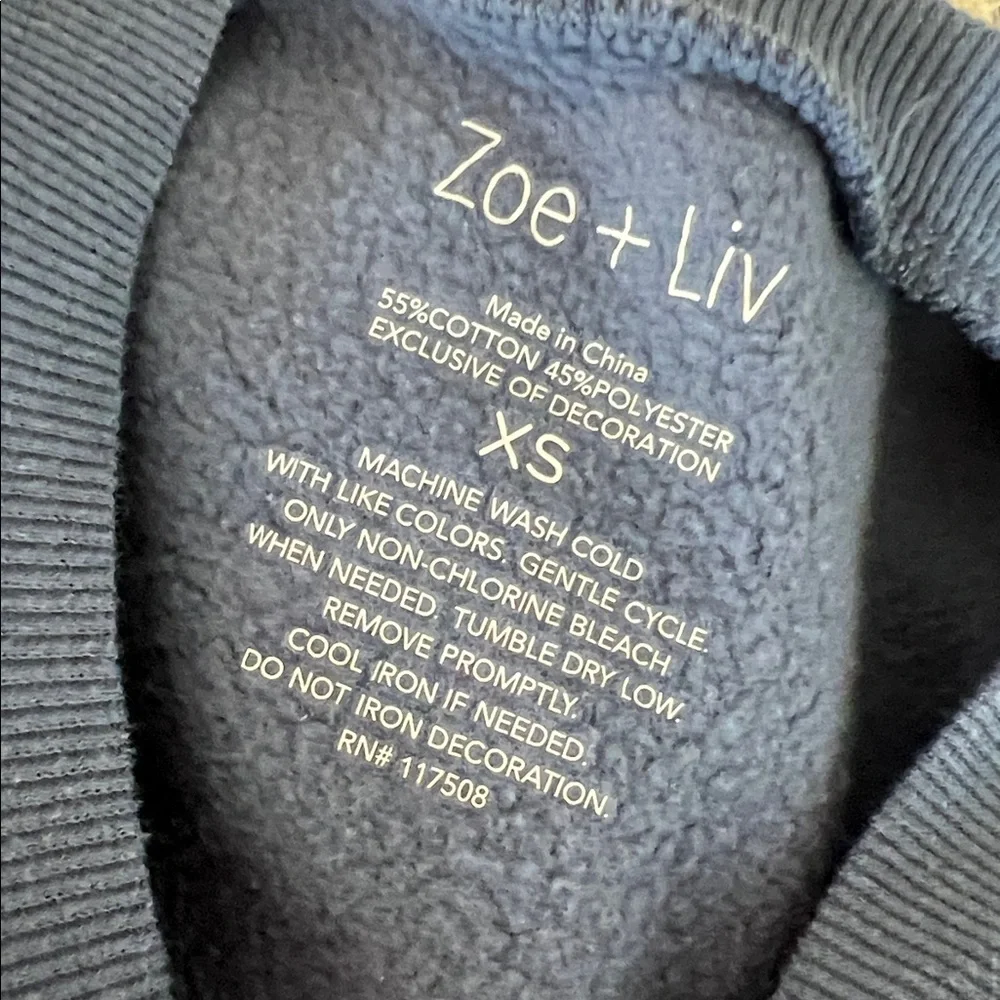 Zoe + Liv
Made in China
55%COTTON 45%POLYESTER
EXCLUSIVE OF DECORATION
XS
MACHINE WASH COLD
WITH LIKE COLORS. GENTLE CYCLE.
ONLY NON-CHLORINE BLEACH
WHEN NEEDED. TUMBLE DRY LOW.
REMOVE PROMPTLY.
COOL IRON IF NEEDED.
DO NOT IRON DECORATION.
RN# 117508